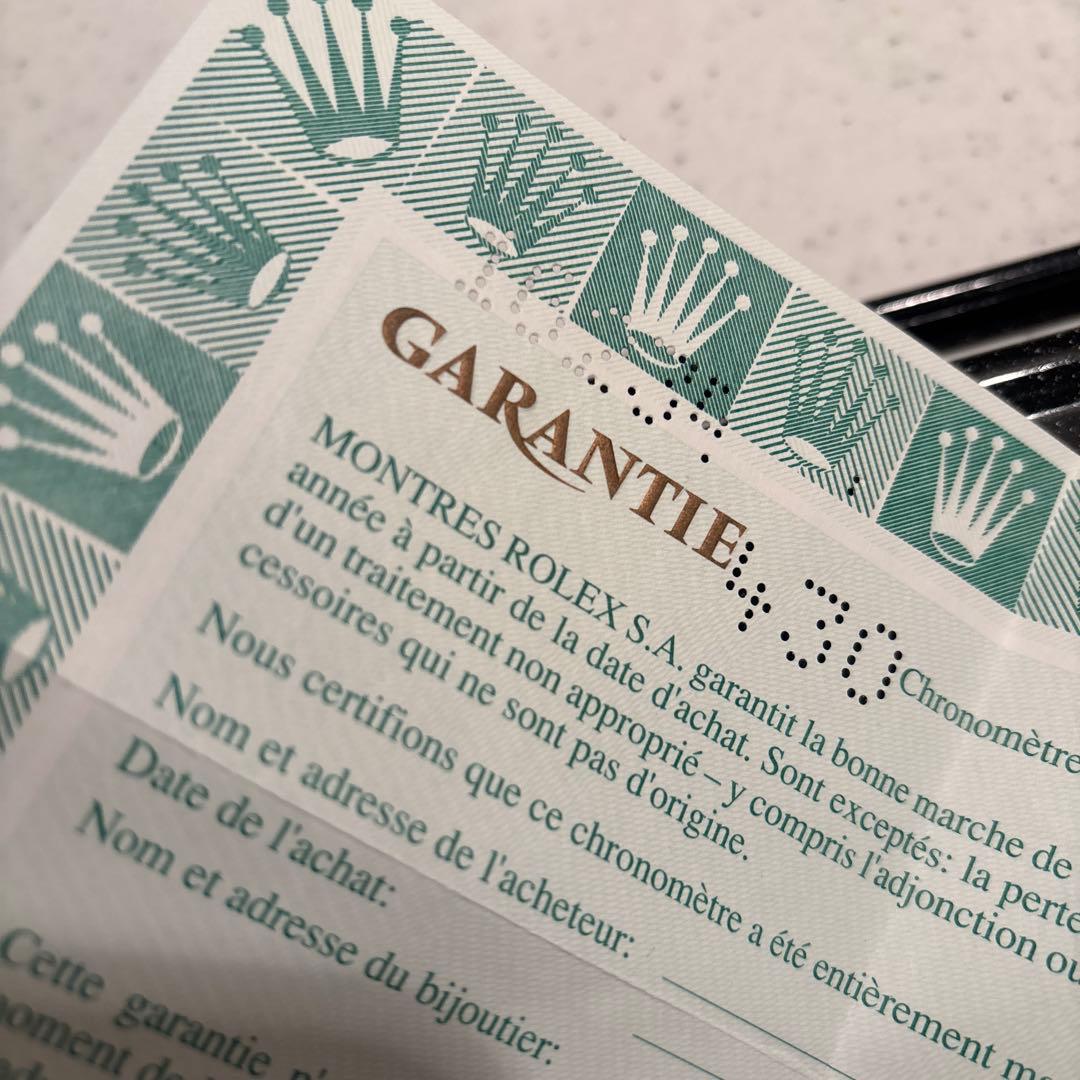 GARANTIE
430
Chronomètre
MONTRES ROLEX S.A. garantit la bonne marche de
année à partir de la date d'achat. Sont exceptés: la perte
d'un traitement non approprié – y compris l'adjonction ou
cessoires qui ne sont pas d'origine.
Nous certifions que ce chronomètre a été entièrement
Nom et adresse de l'acheteur:
Date de l'achat:
Nom et adresse du bijoutier:
Cette garantie